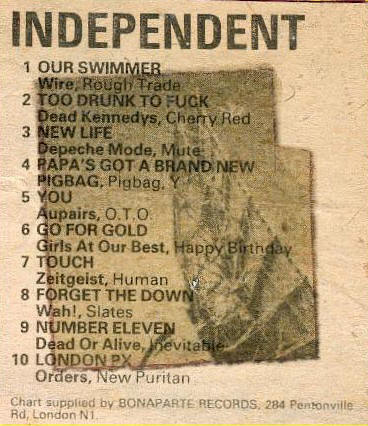 INDEPENDENT
1 OUR SWIMMER
Wire, Rough Trade
2 TOO DRUNK TO FUCK
Dead Kennedys, Cherry Red
3 NEW LIFE
Depeche Mode, Mute
4 PAPA'S GOT A BRAND NEW
PIGBAG, Pigbag, Y
5 YOU
Aupairs, O.T.O.
6 GO FOR GOLD
Girls At Our Best, Happy Birthday
7 TOUCH
Zeitgeist, Human
8 FORGET THE DOWN
Wah!, Slates
9 NUMBER ELEVEN
Dead Or Alive, Inevitable
10 LONDON PX
Orders, New Puritan
Chart supplied by BONAPARTE RECORDS, 284 Pentonville
Rd, London N1.